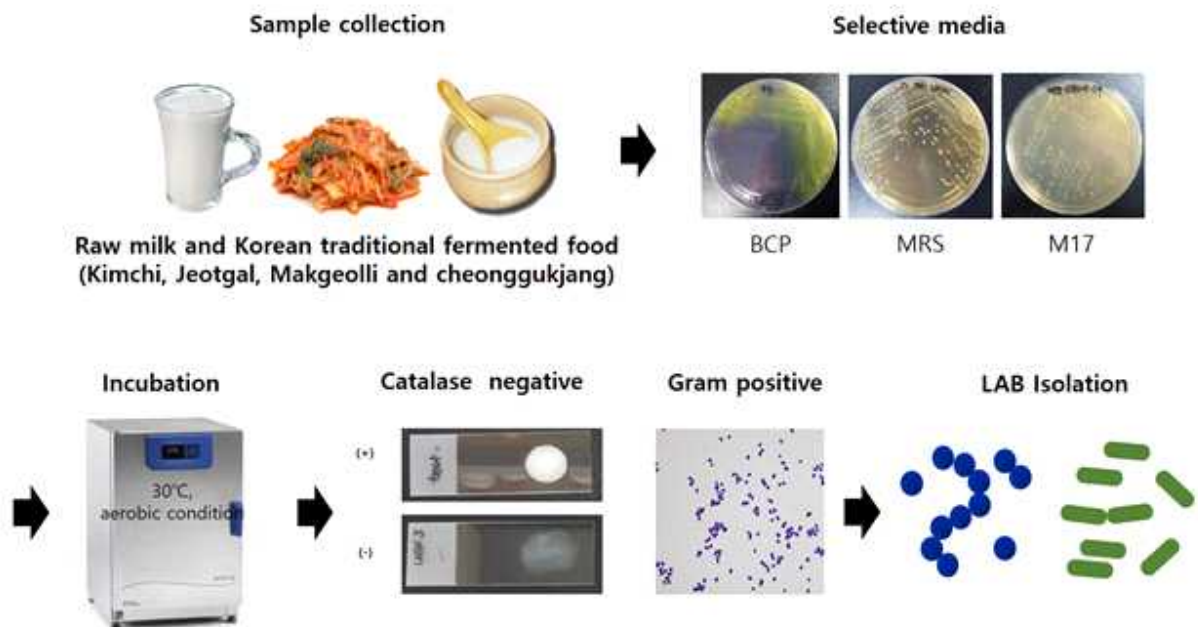 Sample collection
Selective media
Raw milk and Korean traditional fermented food
(Kimchi, Jeotgal, Makgeolli and cheonggukjang)
BCP
MRS
M17
Incubation
Catalase negative
Gram positive
LAB Isolation
30℃,
aerobic condition
(+)
(-)